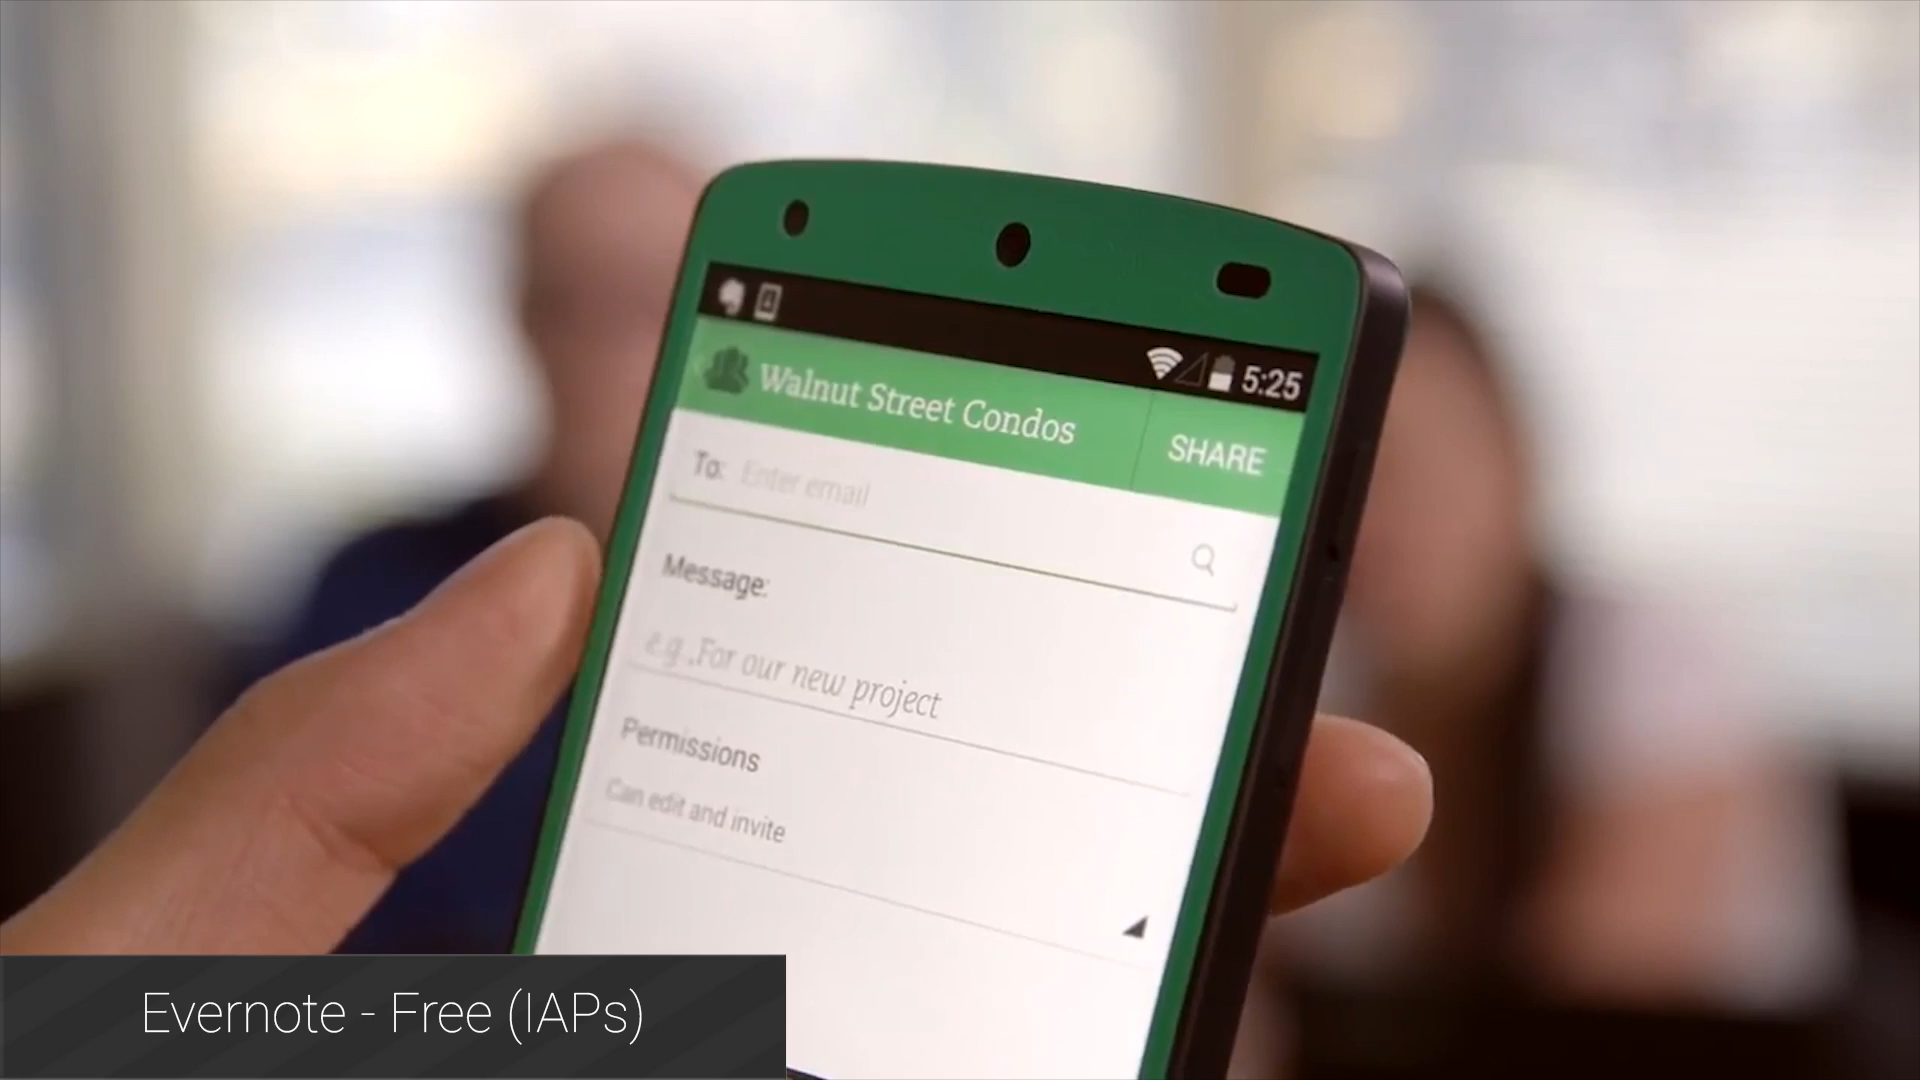 5:25
Walnut Street Condos
SHARE
To: Enter email
Message:
e.g.,For our new project
Permissions
Can edit and invite
Evernote - Free (IAPs)